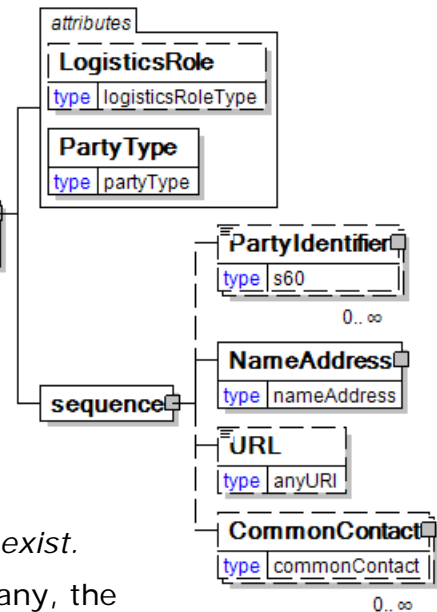 attributes
LogisticsRole
type logisticsRoleType
PartyType
type partyType
PartyIdentifier
type s60
0.. ∞
NameAddress
type nameAddress
sequence
URL
type anyURI
CommonContact
type commonContact
0.. ∞
exist.
any, the